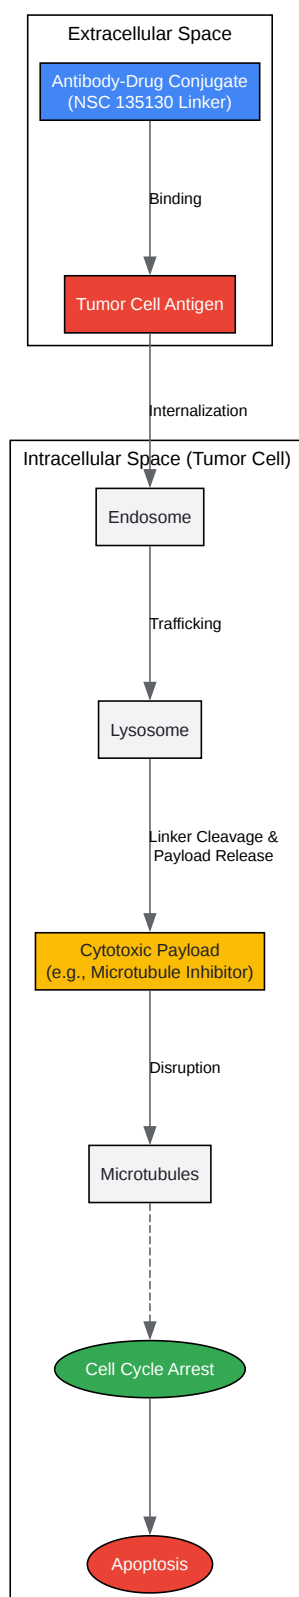 Extracellular Space
Antibody-Drug Conjugate
(NSC 135130 Linker)
Binding
Tumor Cell Antigen
Internalization
Intracellular Space (Tumor Cell)
Endosome
Trafficking
Lysosome
Linker Cleavage &
Payload Release
Cytotoxic Payload
(e.g., Microtubule Inhibitor)
Disruption
Microtubules
Cell Cycle Arrest
Apoptosis